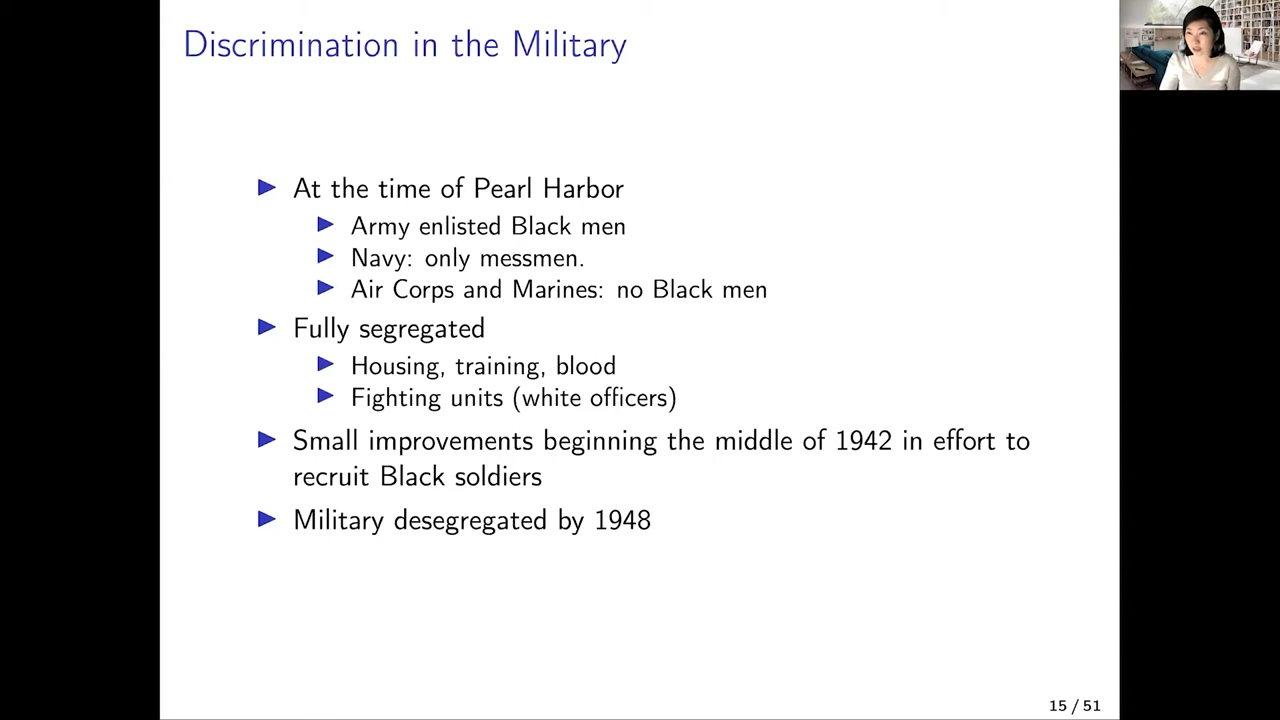 Discrimination in the Military
▶ At the time of Pearl Harbor
▶ Army enlisted Black men
▶ Navy: only messmen.
▶ Air Corps and Marines: no Black men
▶ Fully segregated
▶ Housing, training, blood
▶ Fighting units (white officers)
▶ Small improvements beginning the middle of 1942 in effort to
recruit Black soldiers
▶ Military desegregated by 1948
15 / 51